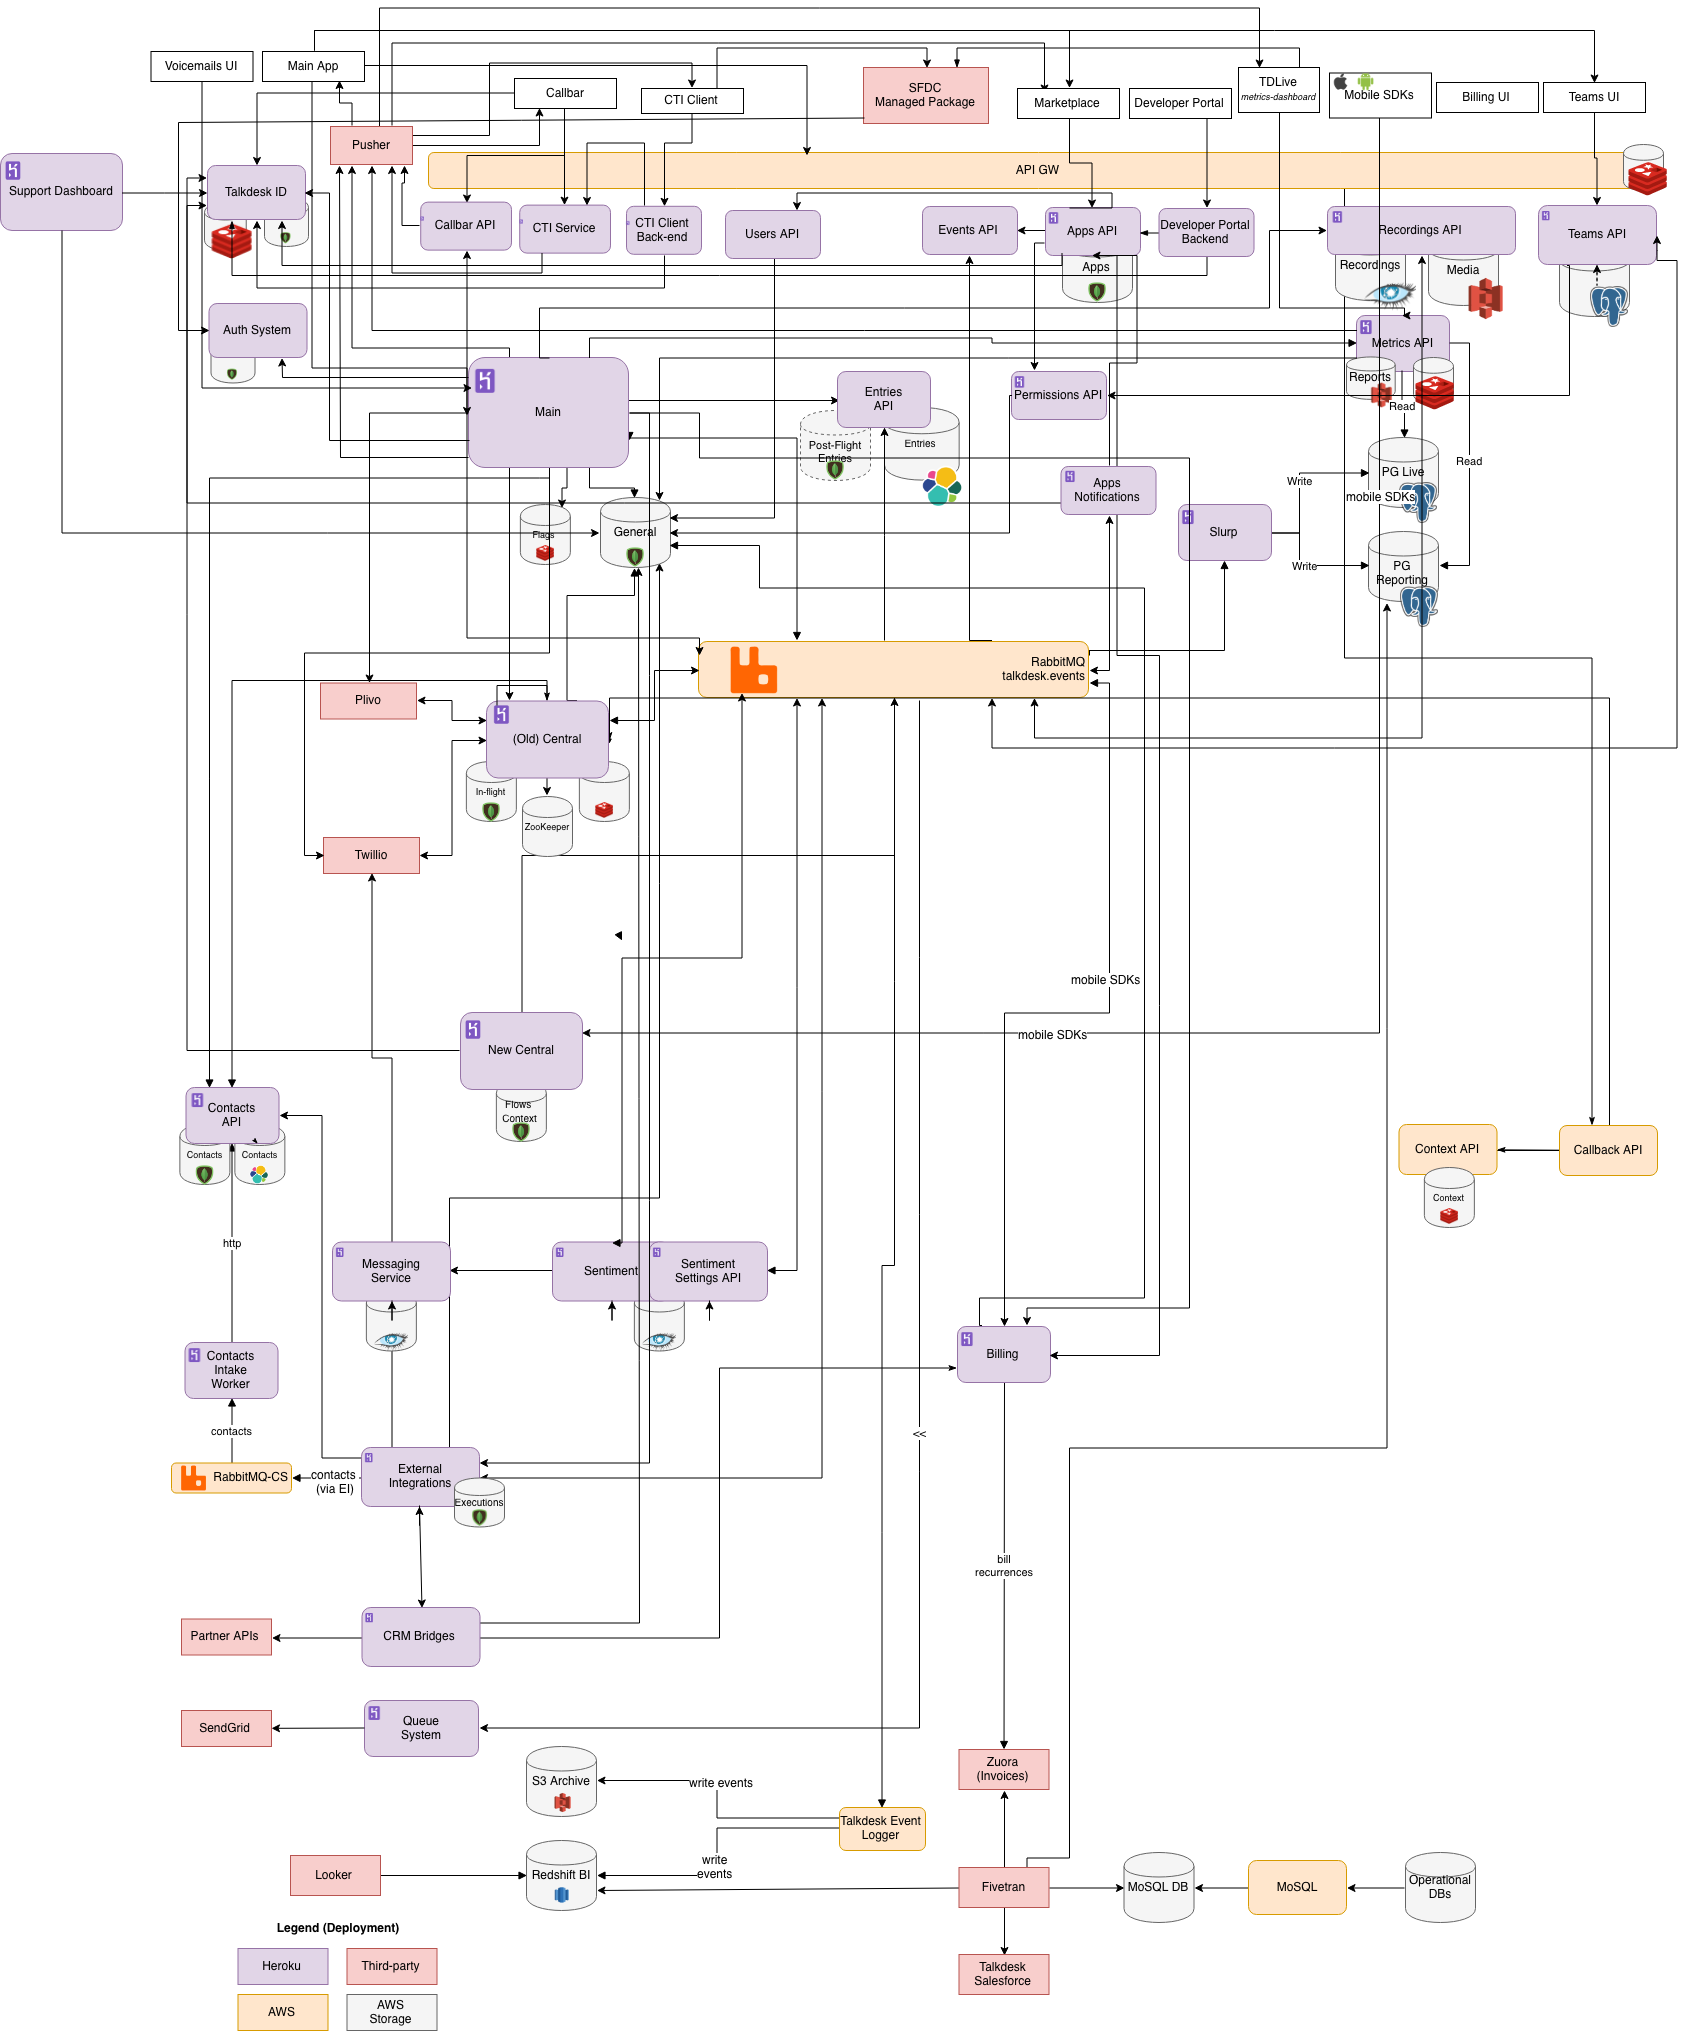 Voicemails UI
Main App
Callbar
CTI Client
SFDC
Managed Package
Marketplace
Developer Portal
TDLive
metrics-dashboard
Mobile SDKs
Billing UI
Teams UI
Pusher
API GW
Support Dashboard
Talkdesk ID
Callbar API
CTI Service
CTI Client
Back-end
Users API
Events API
Apps API
Developer Portal
Backend
Recordings API
Teams API
Apps
Recordings
Media
Auth System
Metrics API
Reports
Read
Main
Entries
API
Post-Flight
Entries
Entries
Permissions API
Apps
Notifications
Slurp
Write
Write
PG Live
mobile SDKs
Read
PG
Reporting
Flags
General
RabbitMQ
talkdesk.events
Plivo
(Old) Central
In-flight
ZooKeeper
Twillio
mobile SDKs
mobile SDKs
New Central
Flows
Context
Contacts
API
Contacts
Contacts
Context API
Callback API
Context
http
Messaging
Service
Sentiment
Sentiment
Settings API
Contacts
Intake
Worker
Billing
contacts
<<
RabbitMQ-CS
contacts
(via EI)
External
Integrations
Executions
bill
recurrences
Partner APIs
CRM Bridges
SendGrid
Queue
System
Zuora
(Invoices)
S3 Archive
write events
Talkdesk Event
Logger
write
events
Looker
Redshift BI
Fivetran
MoSQL DB
MoSQL
Operational
DBs
Talkdesk
Salesforce
Legend (Deployment)
Heroku
Third-party
AWS
AWS
Storage